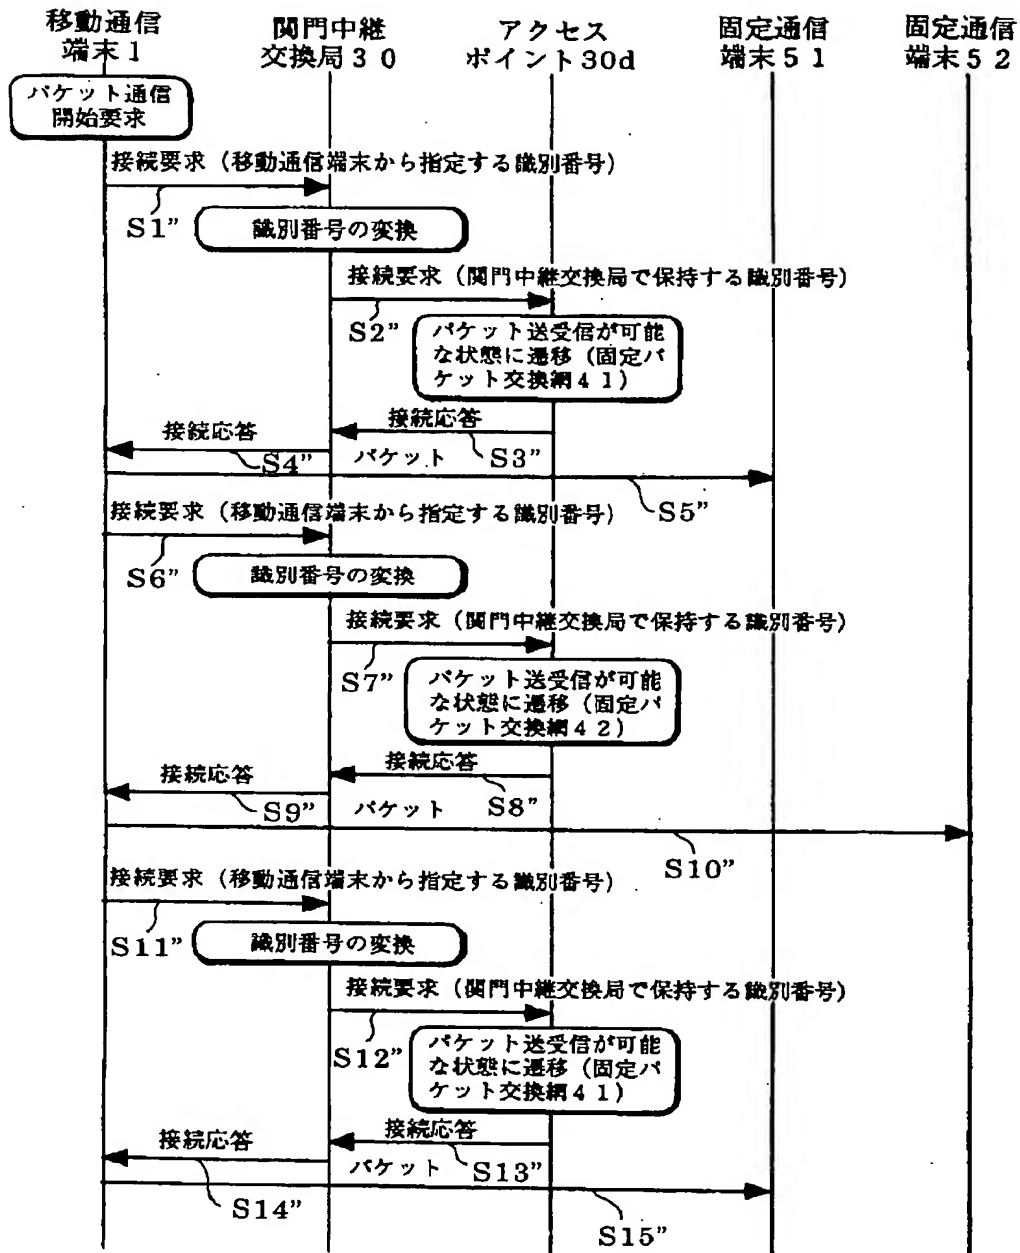 移動通信
端末1
関門中継
交換局30
アクセス
ポイント30d
固定通信
端末51
固定通信
端末52
パケット通信
開始要求
接続要求（移動通信端末から指定する識別番号）
S1”
識別番号の変換
接続要求（関門中継交換局で保持する識別番号）
S2”
パケット送受信が可能
な状態に遷移（固定パ
ケット交換網41）
接続応答
S3”
接続応答
S4”
パケット
S5”
接続要求（移動通信端末から指定する識別番号）
S6”
識別番号の変換
接続要求（関門中継交換局で保持する識別番号）
S7”
パケット送受信が可能
な状態に遷移（固定パ
ケット交換網42）
接続応答
S8”
接続応答
S9”
パケット
S10”
接続要求（移動通信端末から指定する識別番号）
S11”
識別番号の変換
接続要求（関門中継交換局で保持する識別番号）
S12”
パケット送受信が可能
な状態に遷移（固定パ
ケット交換網41）
接続応答
S13”
接続応答
S14”
パケット
S15”